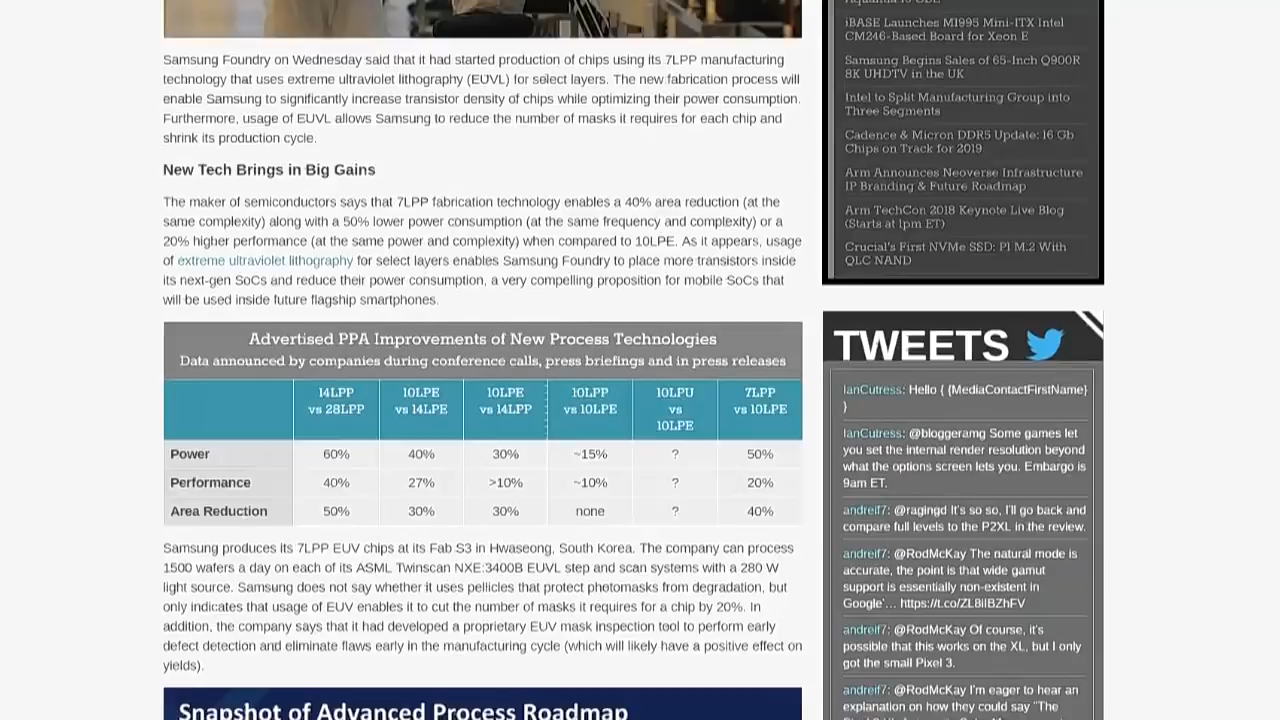 Samsung Foundry on Wednesday said that it had started production of chips using its 7LPP manufacturing
technology that uses extreme ultraviolet lithography (EUVL) for select layers. The new fabrication process will
enable Samsung to significantly increase transistor density of chips while optimizing their power consumption.
Furthermore, usage of EUVL allows Samsung to reduce the number of masks it requires for each chip and
shrink its production cycle.
New Tech Brings in Big Gains
The maker of semiconductors says that 7LPP fabrication technology enables a 40% area reduction (at the
same complexity) along with a 50% lower power consumption (at the same frequency and complexity) or a
20% higher performance (at the same power and complexity) when compared to 10LPE. As it appears, usage
of extreme ultraviolet lithography for select layers enables Samsung Foundry to place more transistors inside
its next-gen SoCs and reduce their power consumption, a very compelling proposition for mobile SoCs that
will be used inside future flagship smartphones.
Advertised PPA Improvements of New Process Technologies
Data announced by companies during conference calls, press briefings and in press releases
14LPP vs 28LPP
10LPE vs 14LPE
10LPE vs 14LPP
10LPP vs 10LPE
10LPU vs 10LPE
7LPP vs 10LPE
Power 60% 40% 30% ~15% ? 50%
Performance 40% 27% >10% ~10% ? 20%
Area Reduction 50% 30% 30% none ? 40%
Samsung produces its 7LPP EUV chips at its Fab S3 in Hwaseong, South Korea. The company can process
1500 wafers a day on each of its ASML Twinscan NXE:3400B EUVL step and scan systems with a 280 W
light source. Samsung does not say whether it uses pellicles that protect photomasks from degradation, but
only indicates that usage of EUV enables it to cut the number of masks it requires for a chip by 20%. In
addition, the company says that it had developed a proprietary EUV mask inspection tool to perform early
defect detection and eliminate flaws early in the manufacturing cycle (which will likely have a positive effect on
yields).
Snapshot of Advanced Process Roadmap
iBASE Launches MI995 Mini-ITX Intel
CM246-Based Board for Xeon E
Samsung Begins Sales of 65-Inch Q900R
8K UHDTV in the UK
Intel to Split Manufacturing Group into
Three Segments
Cadence & Micron DDR5 Update: 16 Gb
Chips on Track for 2019
Arm Announces Neoverse Infrastructure
IP Branding & Future Roadmap
Arm TechCon 2018 Keynote Live Blog
(Starts at 1pm ET)
Crucial's First NVMe SSD: P1 M.2 With
QLC NAND
TWEETS
IanCutress: Hello { {MediaContactFirstName}
}
IanCutress: @bloggeramg Some games let
you set the internal render resolution beyond
what the options screen lets you. Embargo is
9am ET.
andreif7: @ragingd It's so so, I'll go back and
compare full levels to the P2XL in the review.
andreif7: @RodMcKay The natural mode is
accurate, the point is that wide gamut
support is essentially non-existent in
Google'… https://t.co/ZL8iIBZhFV
andreif7: @RodMcKay Of course, it's
possible that this works on the XL, but I only
got the small Pixel 3.
andreif7: @RodMcKay I'm eager to hear an
explanation on how they could say "The